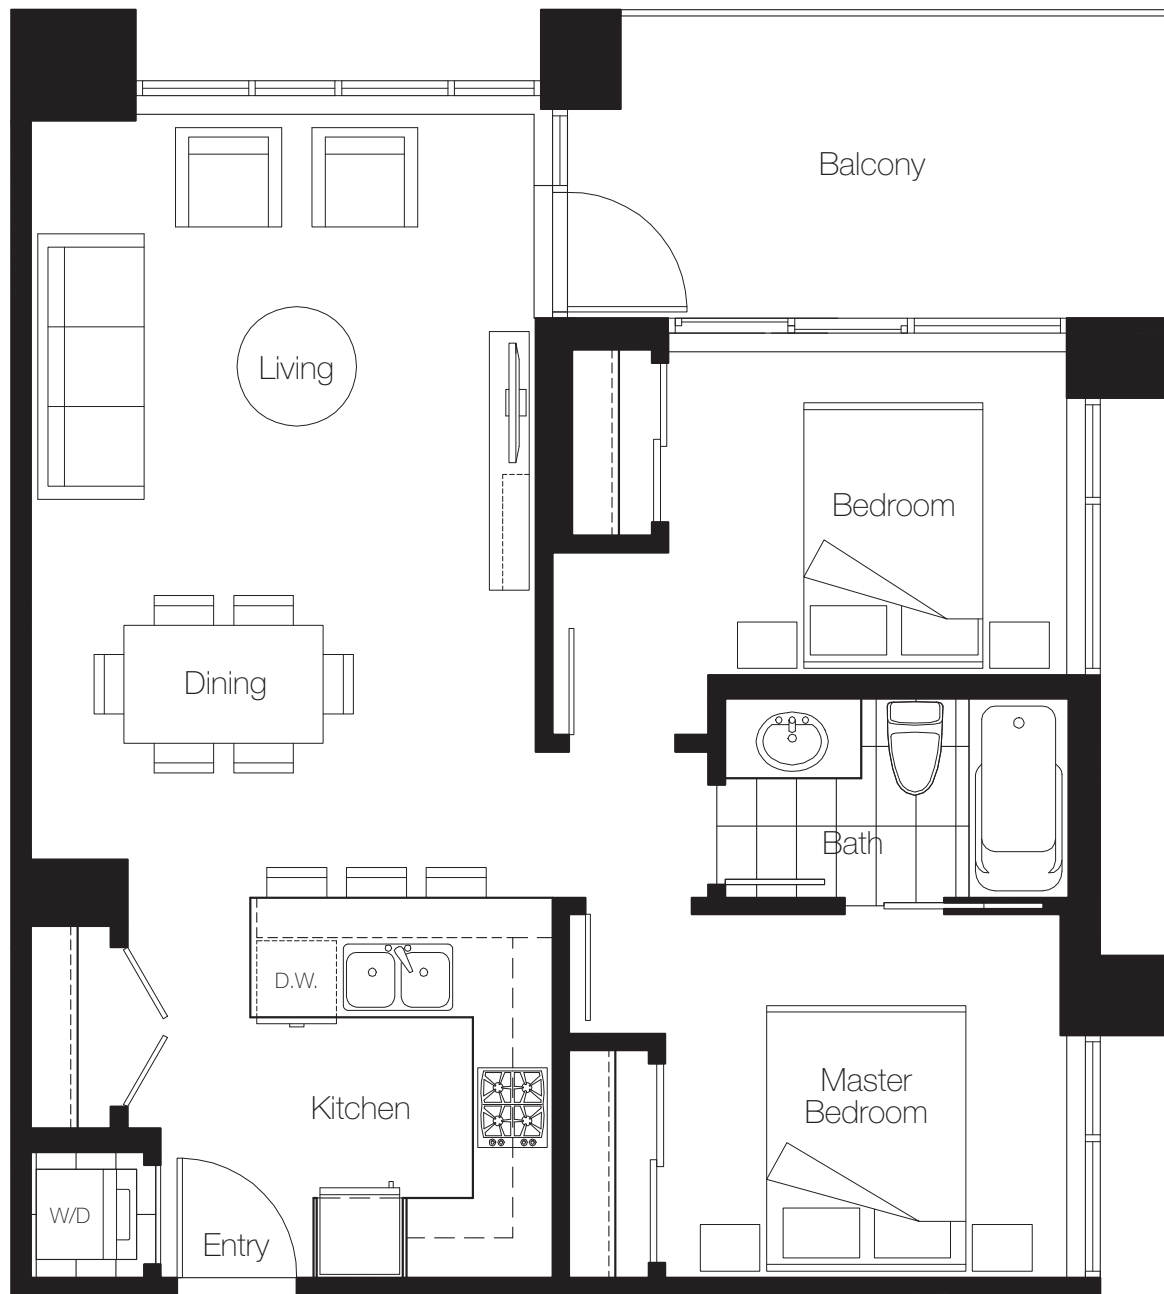 Balcony
Living
Bedroom
Dining
Bath
D.W.
Kitchen
Master
Bedroom
W/D
Entry